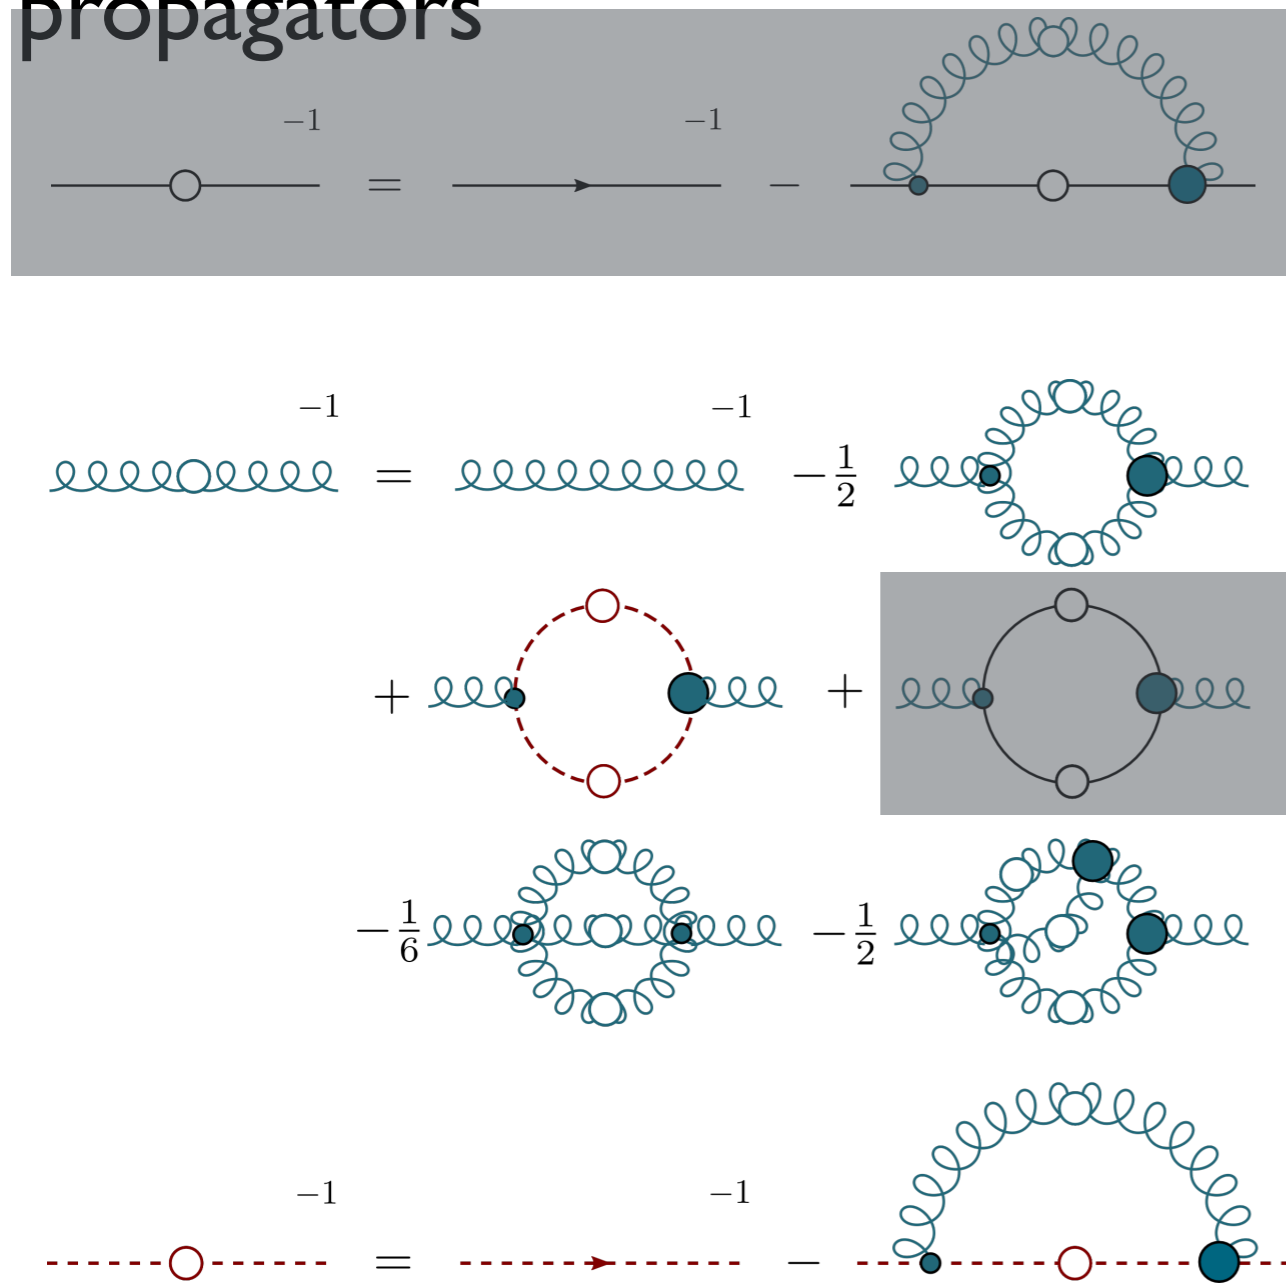 propagators
−1 −1
= −
−1 −1
= − 1/2
+ +
− 1/6 − 1/2
−1 −1
= −